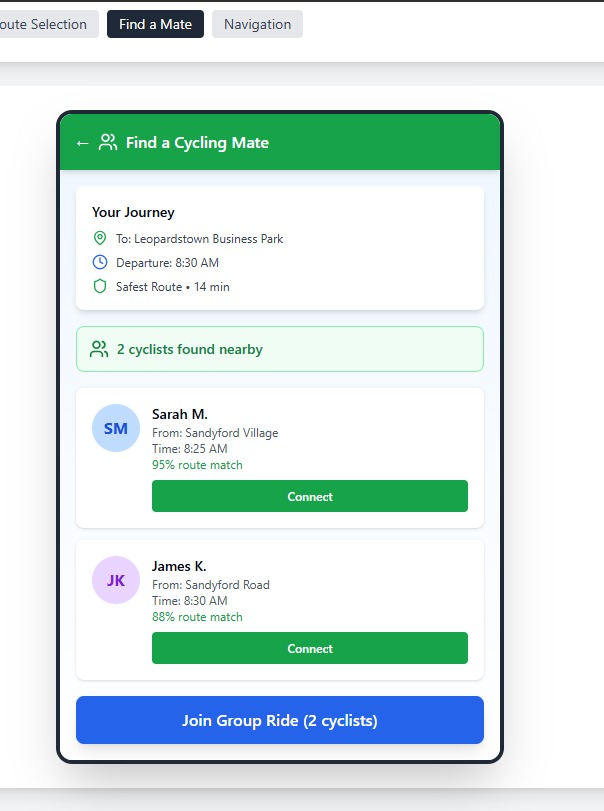 oute Selection
Find a Mate
Navigation
← Find a Cycling Mate
Your Journey
To: Leopardstown Business Park
Departure: 8:30 AM
Safest Route • 14 min
2 cyclists found nearby
SM
Sarah M.
From: Sandyford Village
Time: 8:25 AM
95% route match
Connect
JK
James K.
From: Sandyford Road
Time: 8:30 AM
88% route match
Connect
Join Group Ride (2 cyclists)